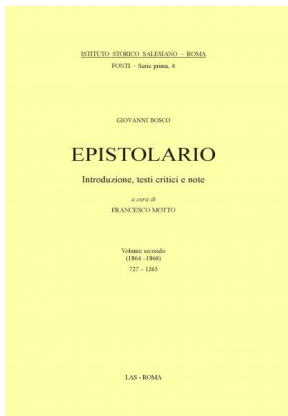 ISTITUTO STORICO SALESIANO – ROMA
FONTI – Serie prima, 8
GIOVANNI BOSCO
EPISTOLARIO
Introduzione, testi critici e note
a cura di
FRANCESCO MOTTO
Volume secondo
(1864 -1868)
727 – 1263
LAS - ROMA